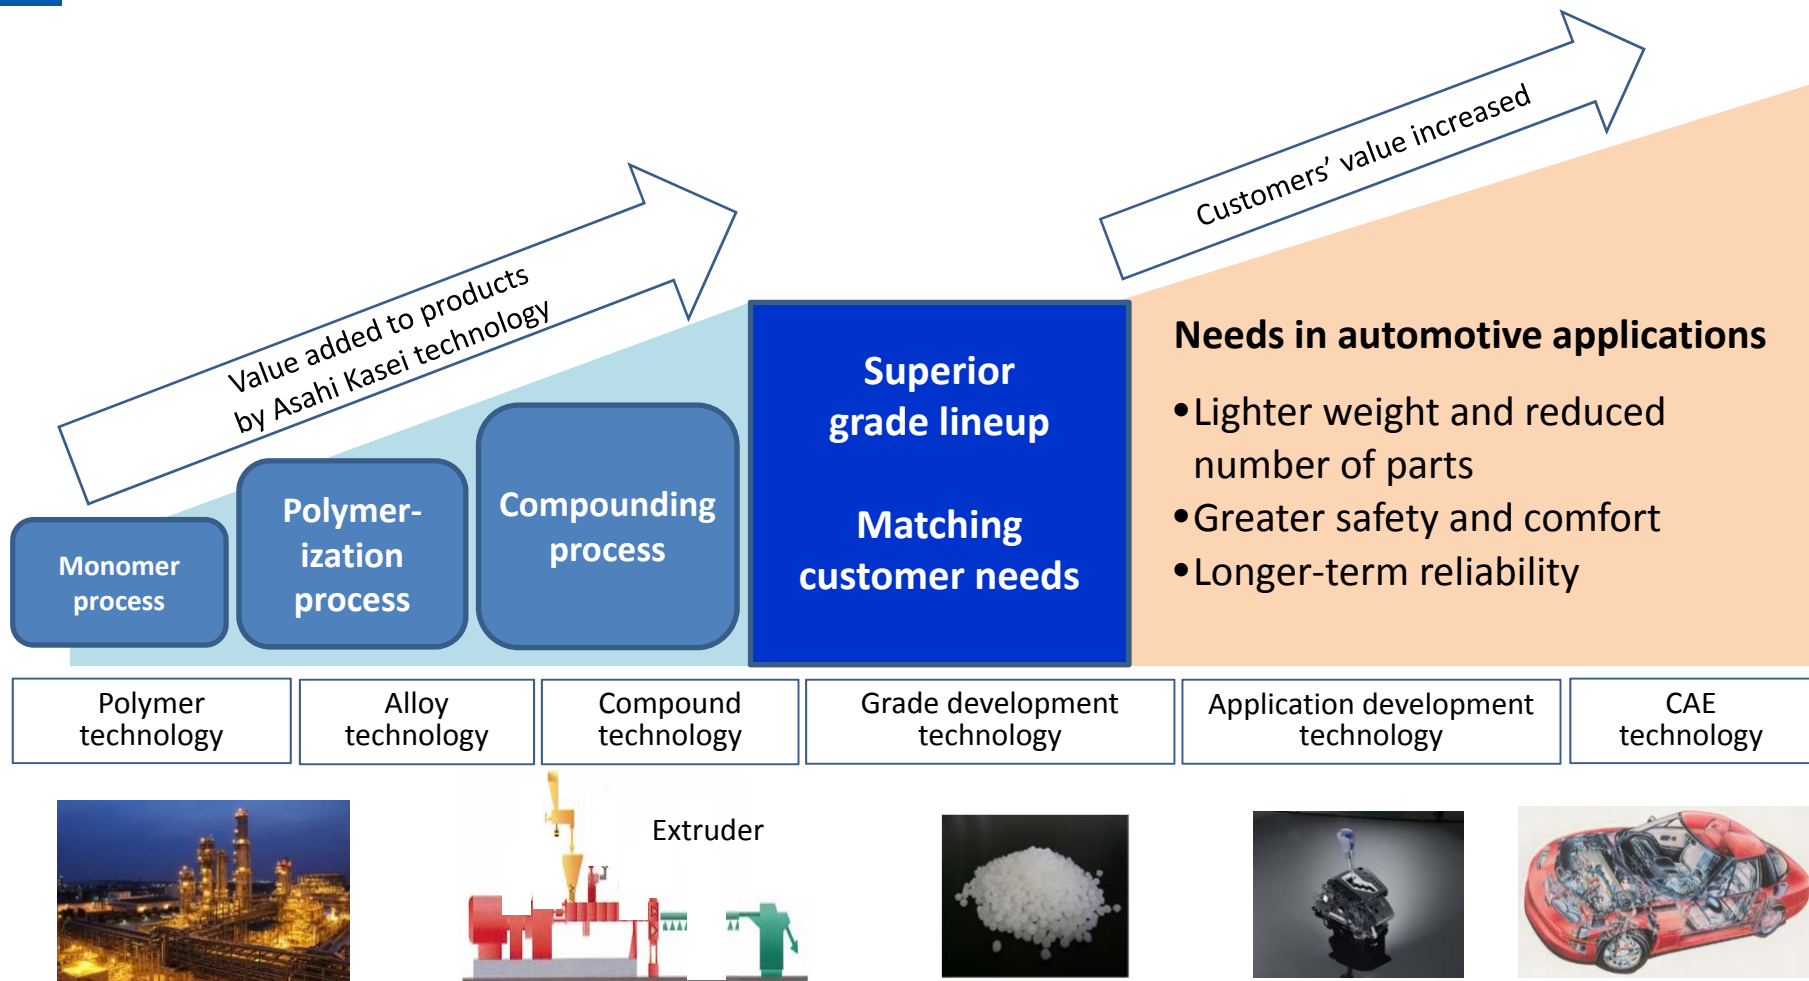 Value added to products
by Asahi Kasei technology
Customers’ value increased
Monomer
process
Polymer-
ization
process
Compounding
process
Superior
grade lineup
Matching
customer needs
Needs in automotive applications
•Lighter weight and reduced
number of parts
•Greater safety and comfort
•Longer-term reliability
Polymer
technology
Alloy
technology
Compound
technology
Grade development
technology
Application development
technology
CAE
technology
Extruder